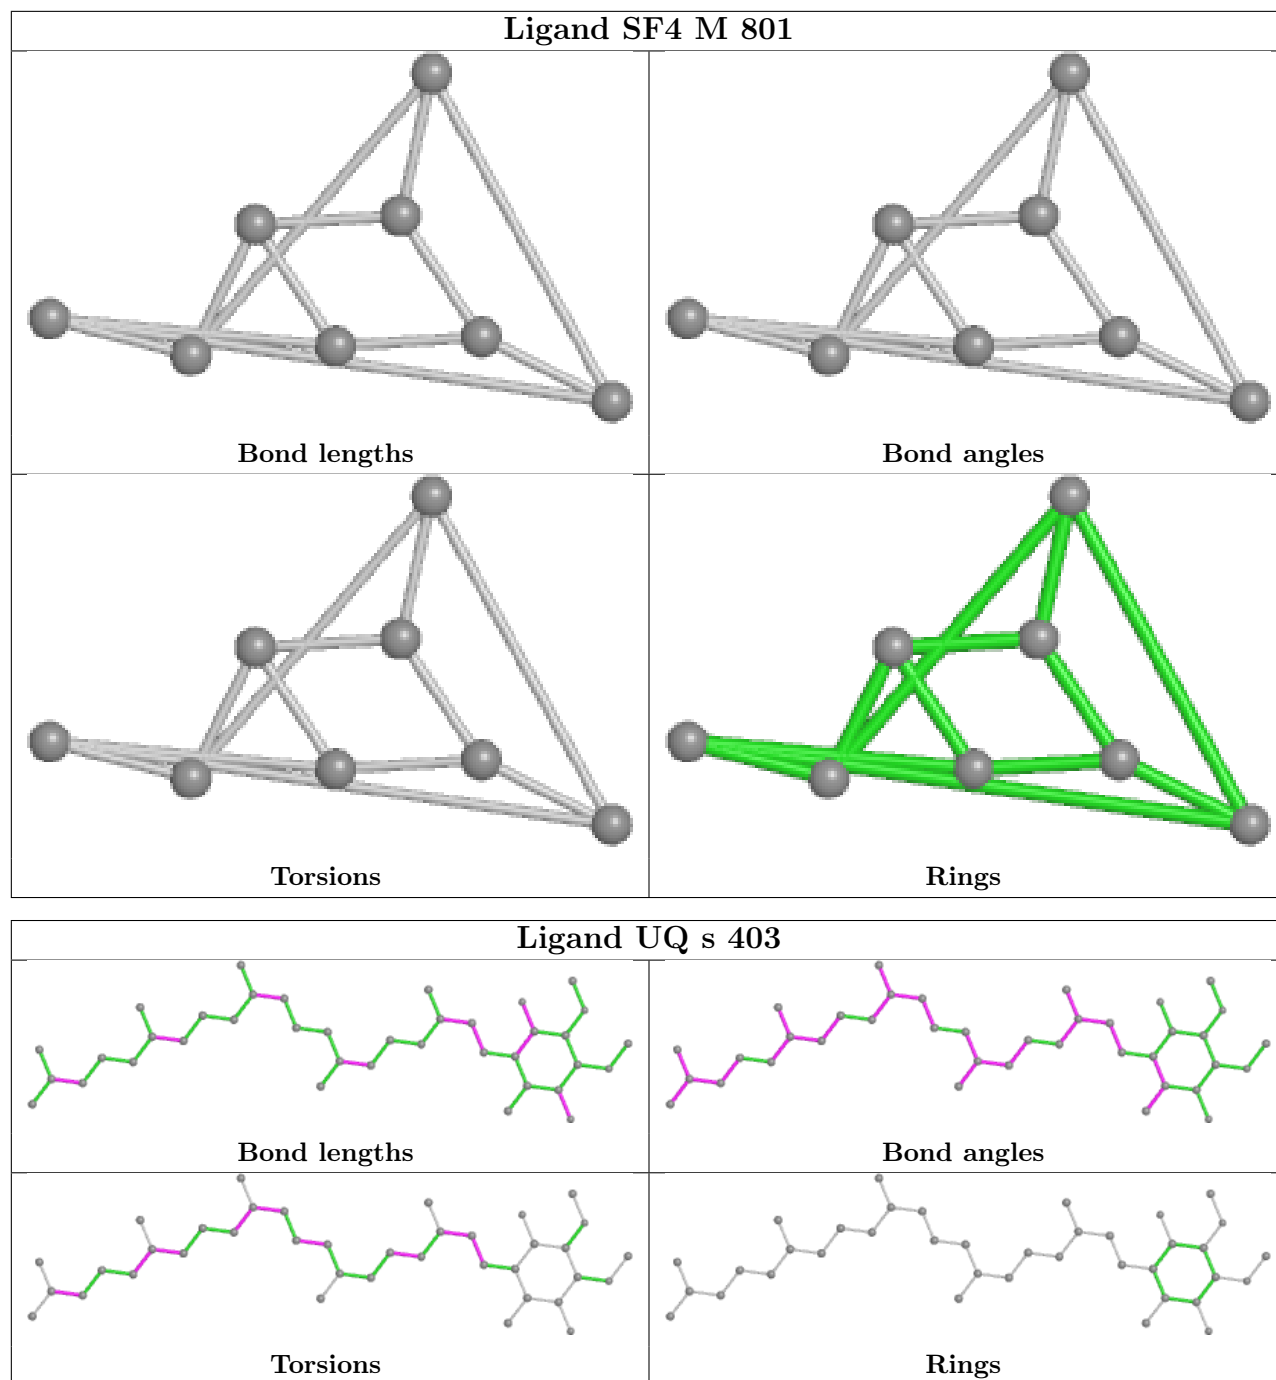 Ligand SF4 M 801
Bond lengths
Bond angles
Torsions
Rings
Ligand UQ s 403
Bond lengths
Bond angles
Torsions
Rings